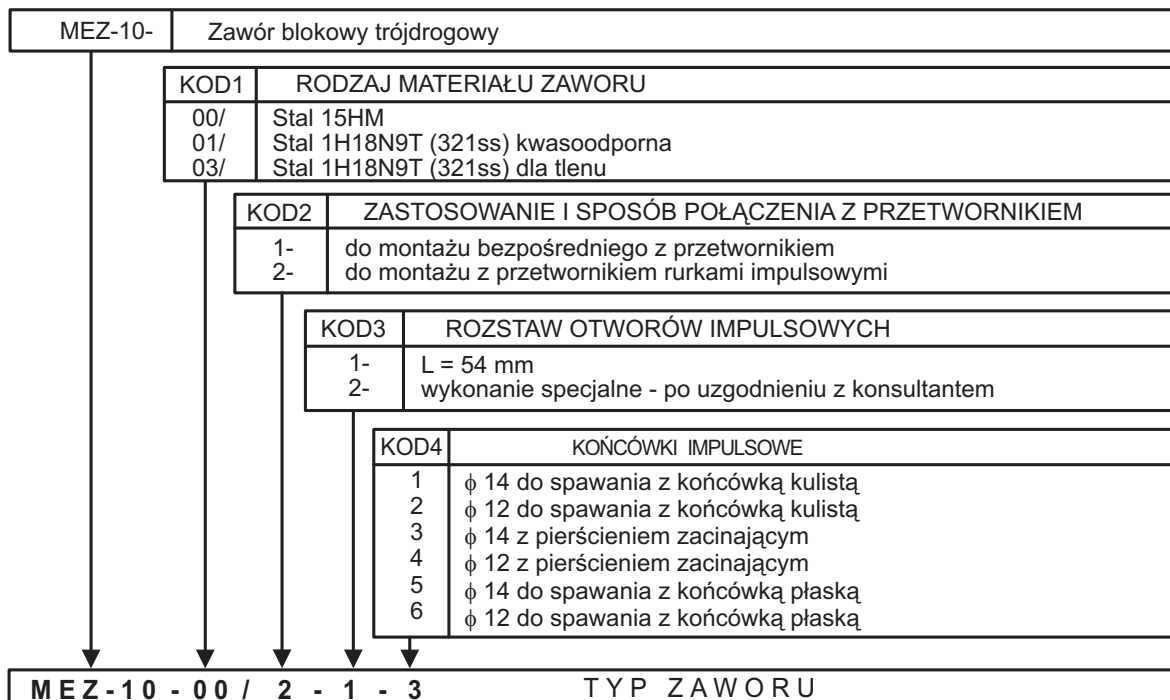 MEZ-10- Zawór blokowy trójdrogowy
KOD1 RODZAJ MATERIAŁU ZAWORU
00/ Stal 15HM
01/ Stal 1H18N9T (321ss) kwasoodporna
03/ Stal 1H18N9T (321ss) dla tlenu
KOD2 ZASTOSOWANIE I SPOSÓB POŁĄCZENIA Z PRZETWORNIKIEM
1- do montażu bezpośredniego z przetwornikiem
2- do montażu z przetwornikiem rurkami impulsowymi
KOD3 ROZSTAW OTWORÓW IMPULSOWYCH
1- L = 54 mm
2- wykonanie specjalne - po uzgodnieniu z konsultantem
KOD4 KOŃCÓWKI IMPULSOWE
1 ϕ 14 do spawania z końcówką kulistą
2 ϕ 12 do spawania z końcówką kulistą
3 ϕ 14 z pierścieniem zacinającym
4 ϕ 12 z pierścieniem zacinającym
5 ϕ 14 do spawania z końcówką płaską
6 ϕ 12 do spawania z końcówką płaską
MEZ-10 - 00 / 2 - 1 - 3 TYP ZAWORU